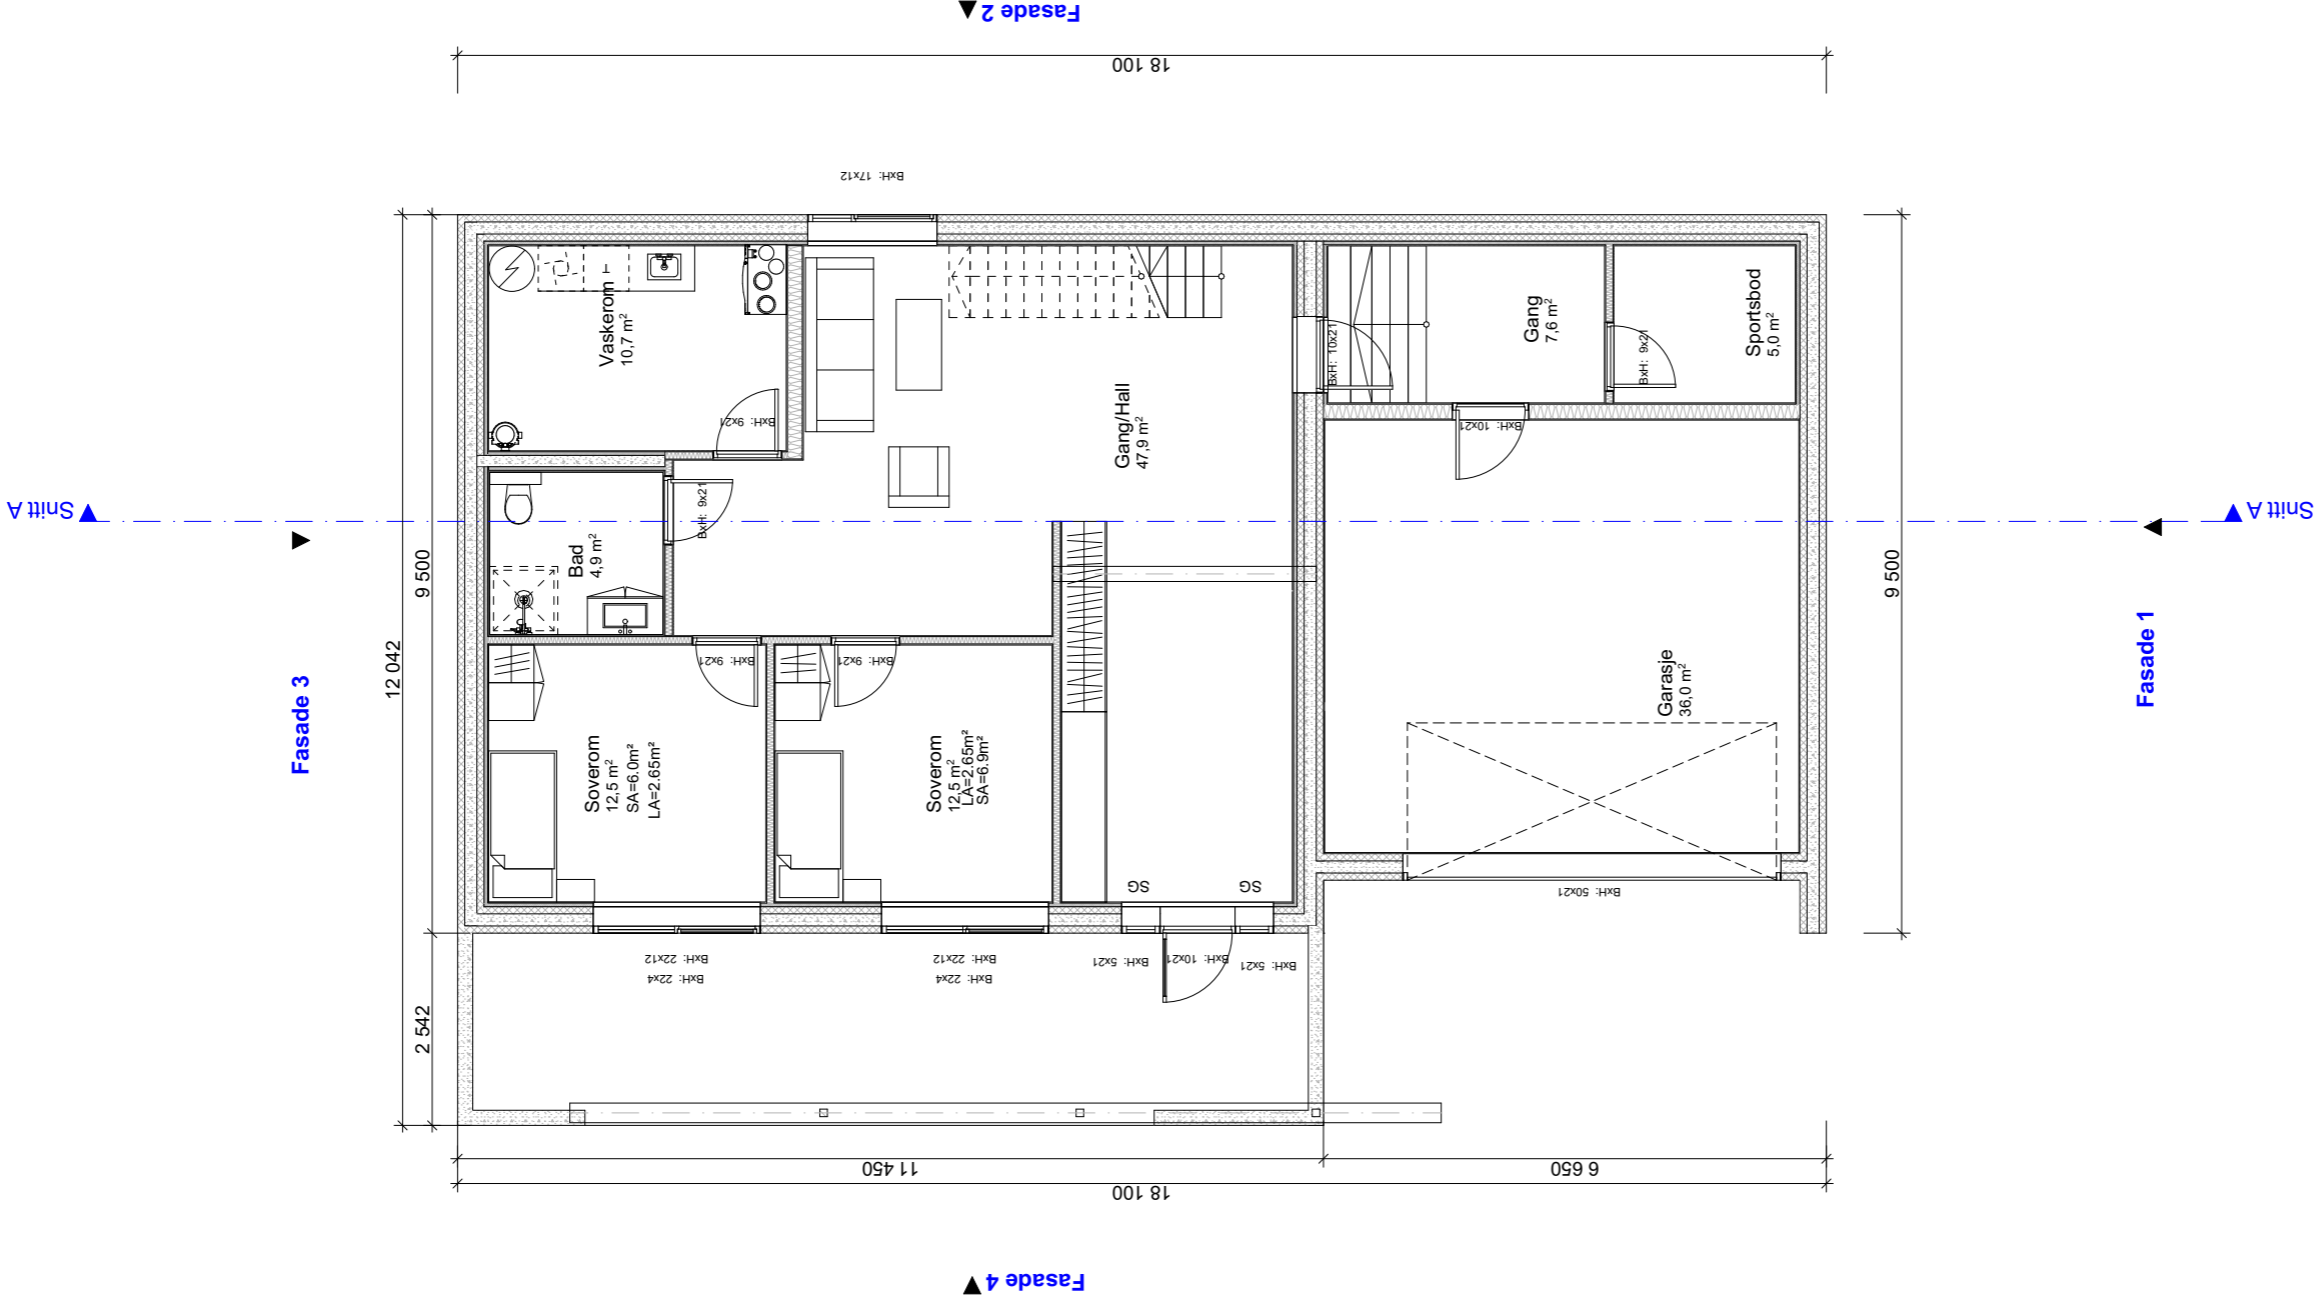 Fasade 2
18 100
BxH: 17x12
Vaskerom
10,7 m²
BxH: 9x21
Gang/Hall
47,9 m²
BxH: 10x21
Gang
7,6 m²
BxH: 9x21
Sportsbod
5,0 m²
BxH: 10x21
Snitt A
Snitt A
Bad
4,9 m²
BxH: 9x21
9 500
12 042
2 542
9 500
Fasade 3
Fasade 1
BxH: 9x21
BxH: 9x21
Soverom
12,5 m²
SA=6.0m²
LA=2.65m²
Soverom
12,5 m²
LA=2.65m²
SA=6.9m²
Garasje
36,0 m²
SG
SG
BxH: 50x21
BxH: 22x12
BxH: 22x4
BxH: 22x12
BxH: 22x4
BxH: 5x21
BxH: 10x21
BxH: 5x21
11 450
6 650
18 100
Fasade 4